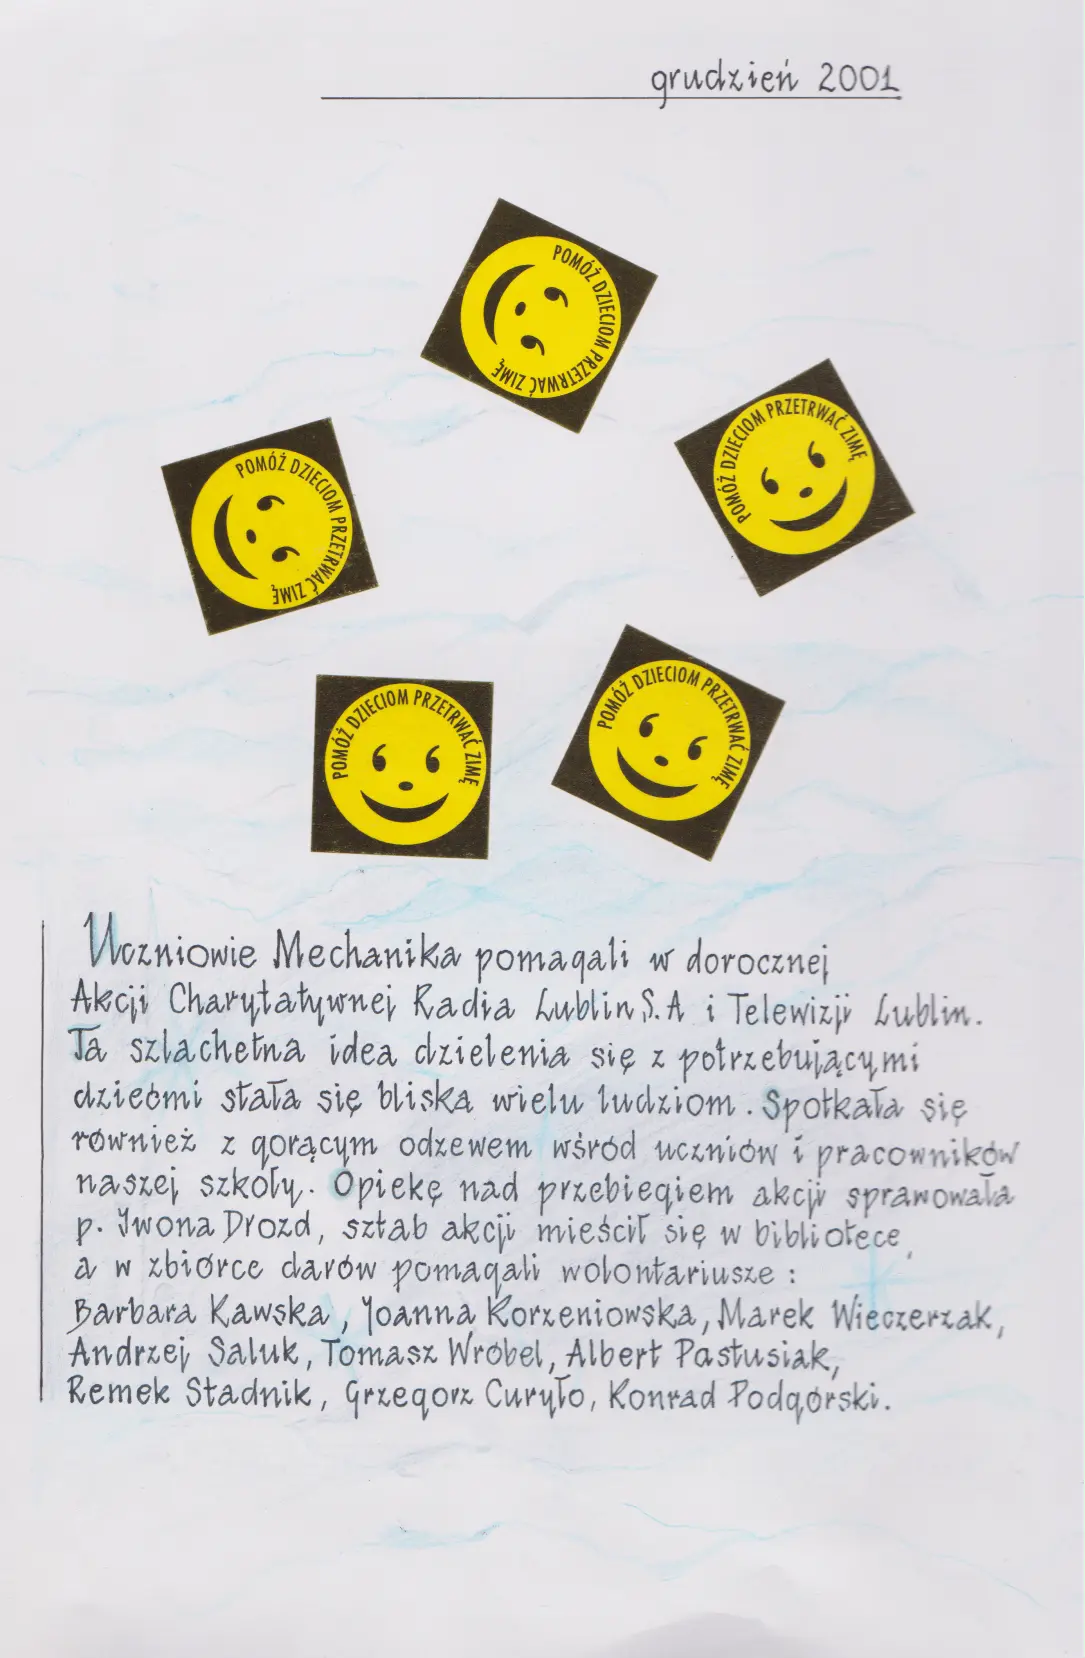 grudzień 2001
POMÓŻ DZIECIOM PRZETRWAĆ ZIMĘ
POMÓŻ DZIECIOM PRZETRWAĆ ZIMĘ
POMÓŻ DZIECIOM PRZETRWAĆ ZIMĘ
POMÓŻ DZIECIOM PRZETRWAĆ ZIMĘ
POMÓŻ DZIECIOM PRZETRWAĆ ZIMĘ
Uczniowie Mechanika pomagali w dorocznej
Akcji Charytatywnej Radia Lublin S.A i Telewizji Lublin.
Ta szlachetna idea dzielenia się z potrzebującymi
dziećmi stała się bliska wielu ludziom. Spotkała się
również z gorącym odzewem wśród uczniów i pracowników
naszej szkoły. Opiekę nad przebiegiem akcji sprawowała
p. Iwona Drozd, sztab akcji mieścił się w bibliotece,
a w zbiórce darów pomagali wolontariusze :
Barbara Kawska, Joanna Korzeniowska, Marek Wieczerzak,
Andrzej Saluk, Tomasz Wróbel, Albert Pastusiak,
Remek Stadnik, Grzegorz Curyło, Konrad Podgórski.